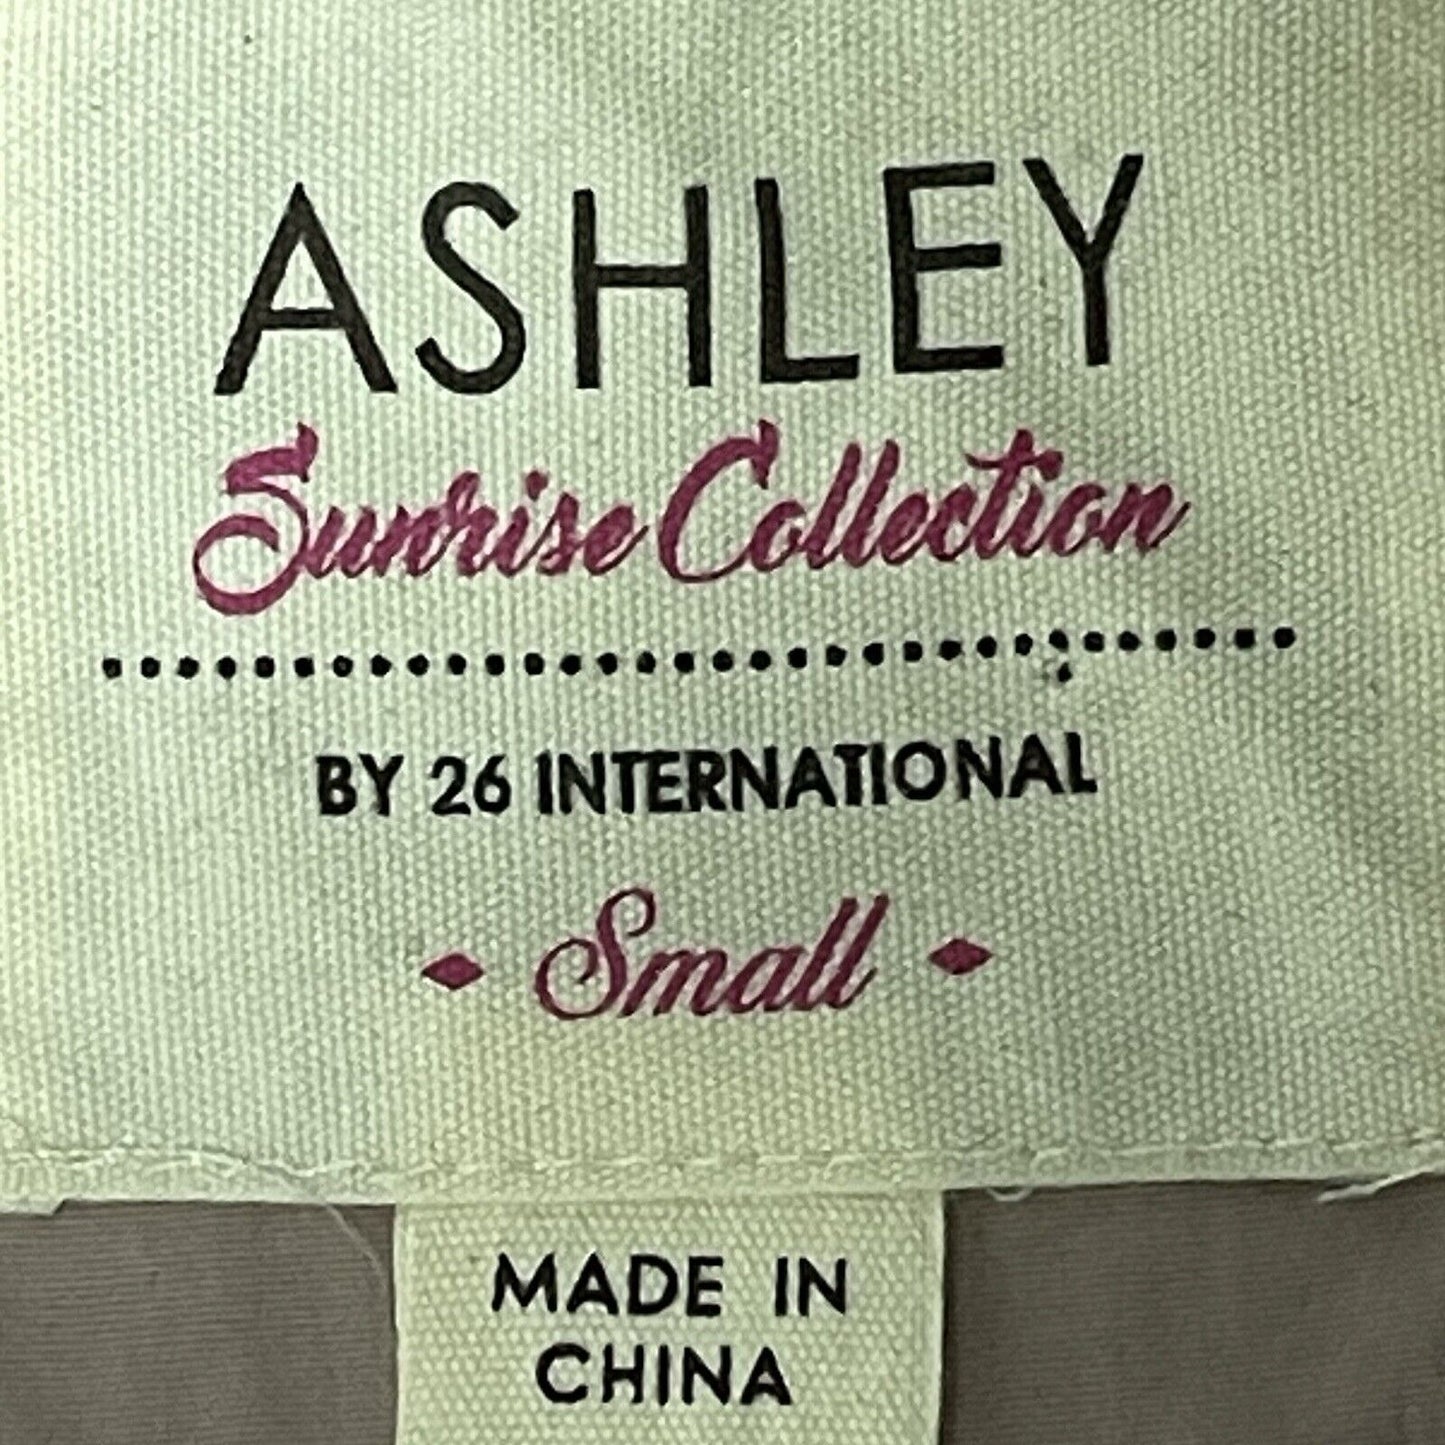 ASHLEY
Sunrise Collection
BY 26 INTERNATIONAL
Small
MADE IN
CHINA